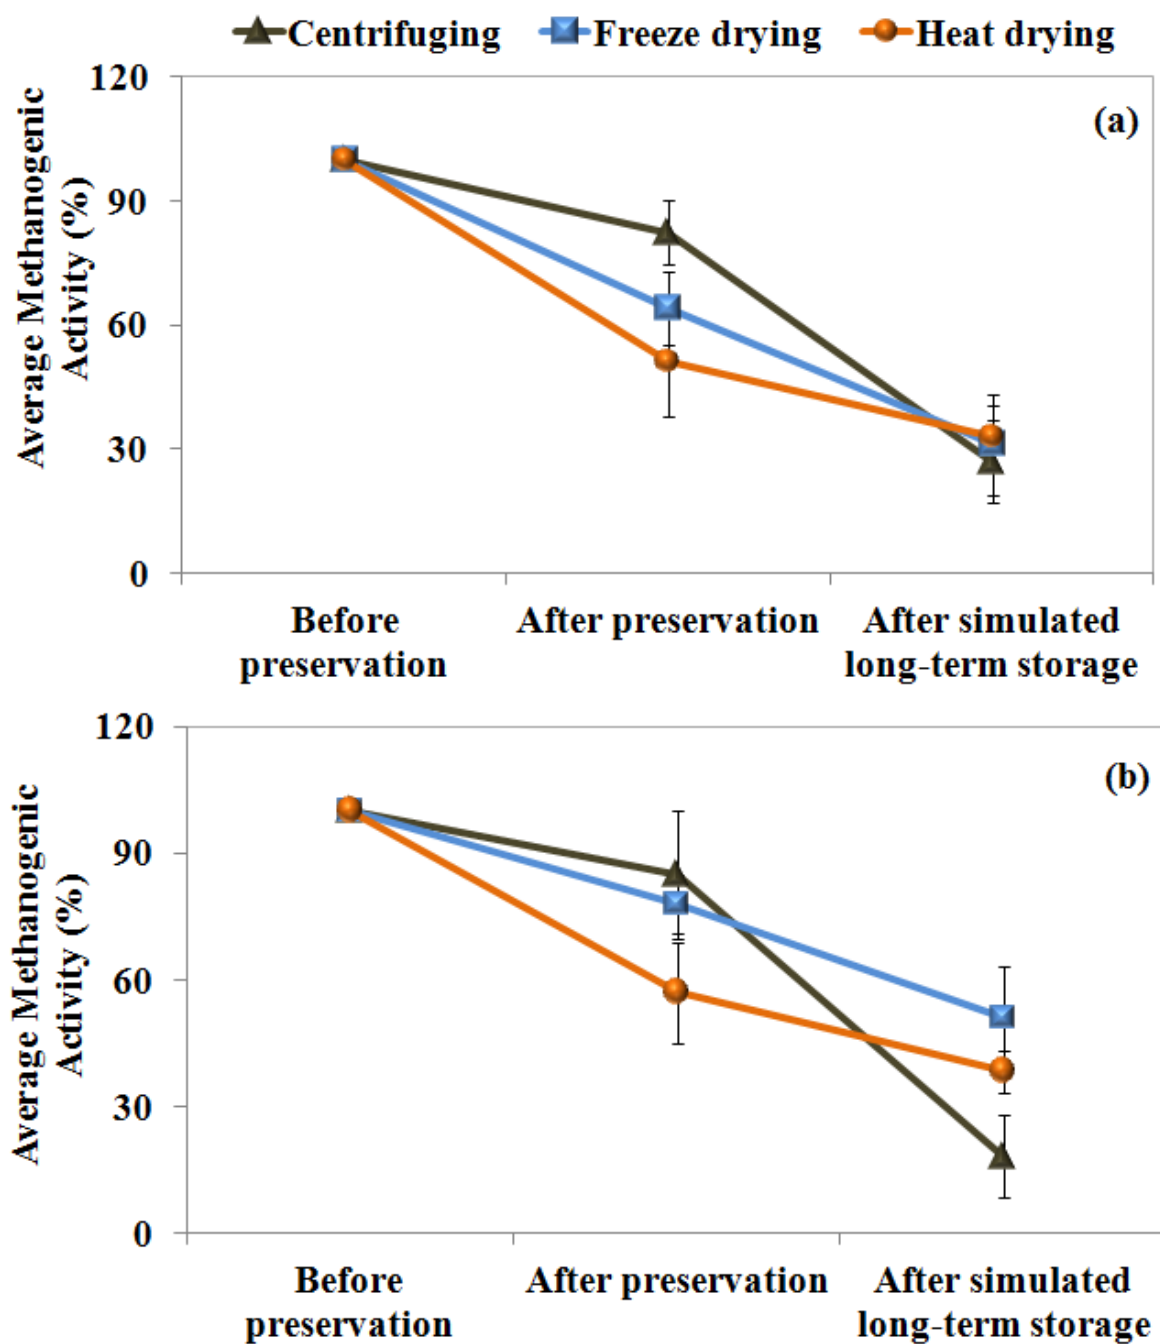 Centrifuging Freeze drying Heat drying
(a)
Average Methanogenic
Activity (%)
120
90
60
30
0
Before
preservation
After preservation
After simulated
long-term storage
(b)
Average Methanogenic
Activity (%)
120
90
60
30
0
Before
preservation
After preservation
After simulated
long-term storage